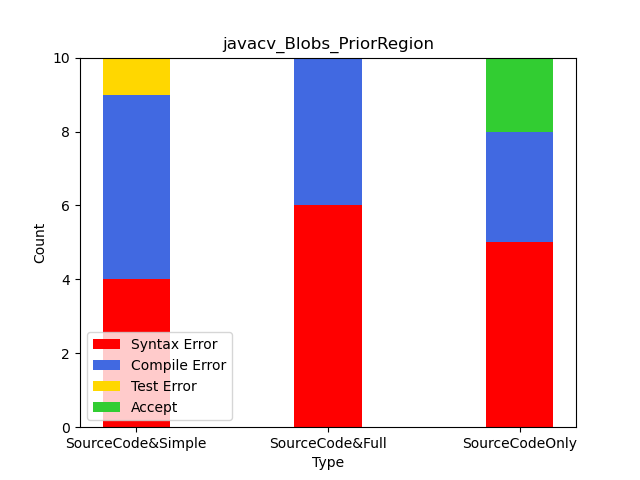 javacv_Blobs_PriorRegion
Count
10
8
6
4
2
0
Syntax Error
Compile Error
Test Error
Accept
SourceCode&Simple
SourceCode&Full
SourceCodeOnly
Type